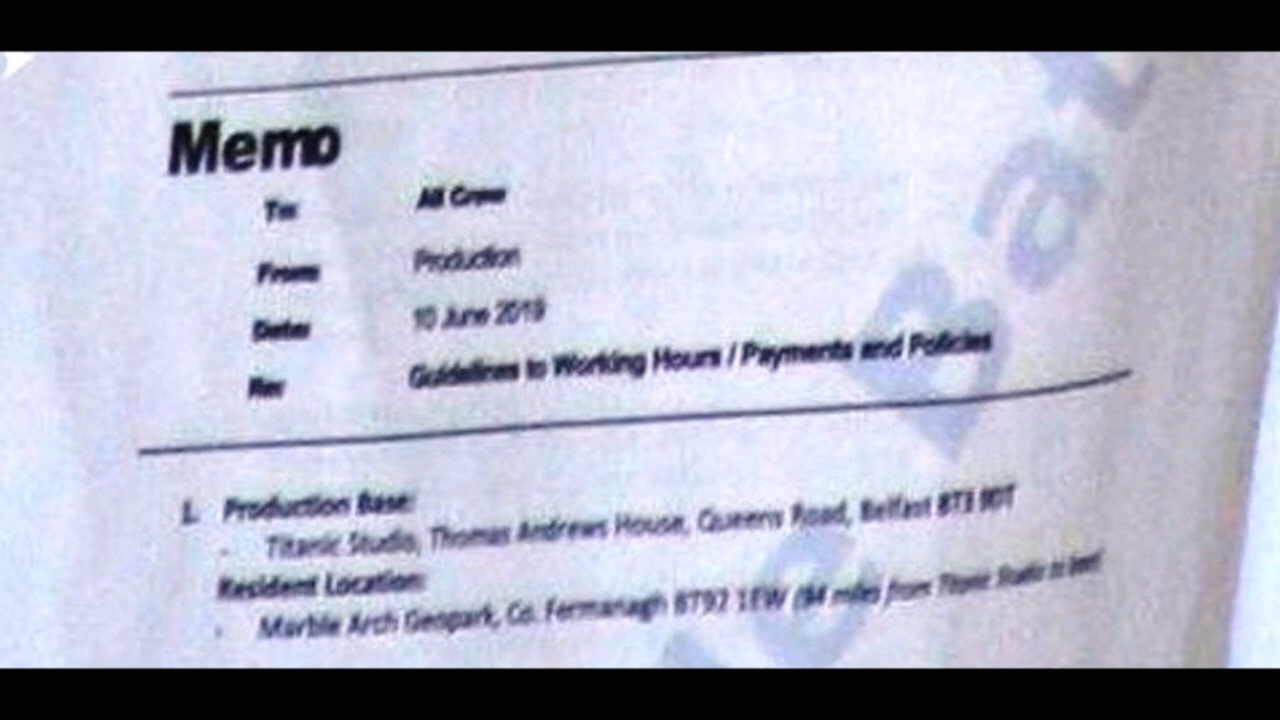 Memo
To: All Crew
From: Production
Date: 10 June 2019
Re: Guidelines to Working Hours / Payments and Policies
1. Production Base:
- Titanic Studio, Thomas Andrews House, Queens Road, Belfast BT3 9DT
Resident Location:
- Marble Arch Geopark, Co. Fermanagh BT92 1EW (94 miles from Titanic Studio to